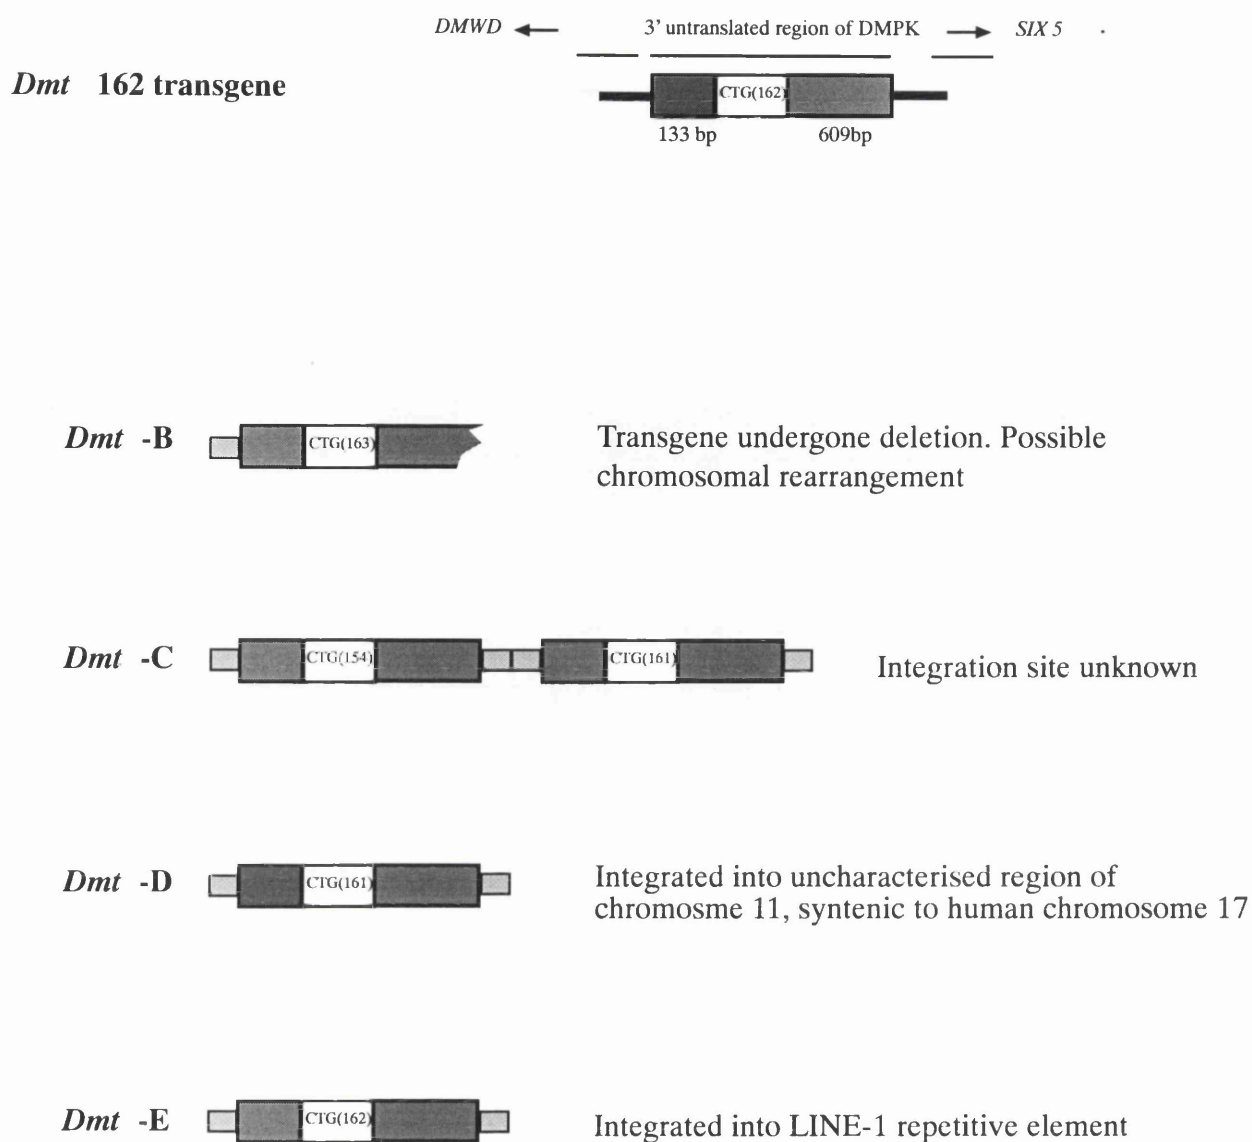 DMWD 3’ untranslated region of DMPK SIX 5
Dmt 162 transgene
CTG(162)
133 bp 609bp
Dmt -B CTG(163) Transgene undergone deletion. Possible
chromosomal rearrangement
Dmt -C CTG(154) CTG(161) Integration site unknown
Dmt -D CTG(161) Integrated into uncharacterised region of
chromosme 11, syntenic to human chromosome 17
Dmt -E CTG(162) Integrated into LINE-1 repetitive element